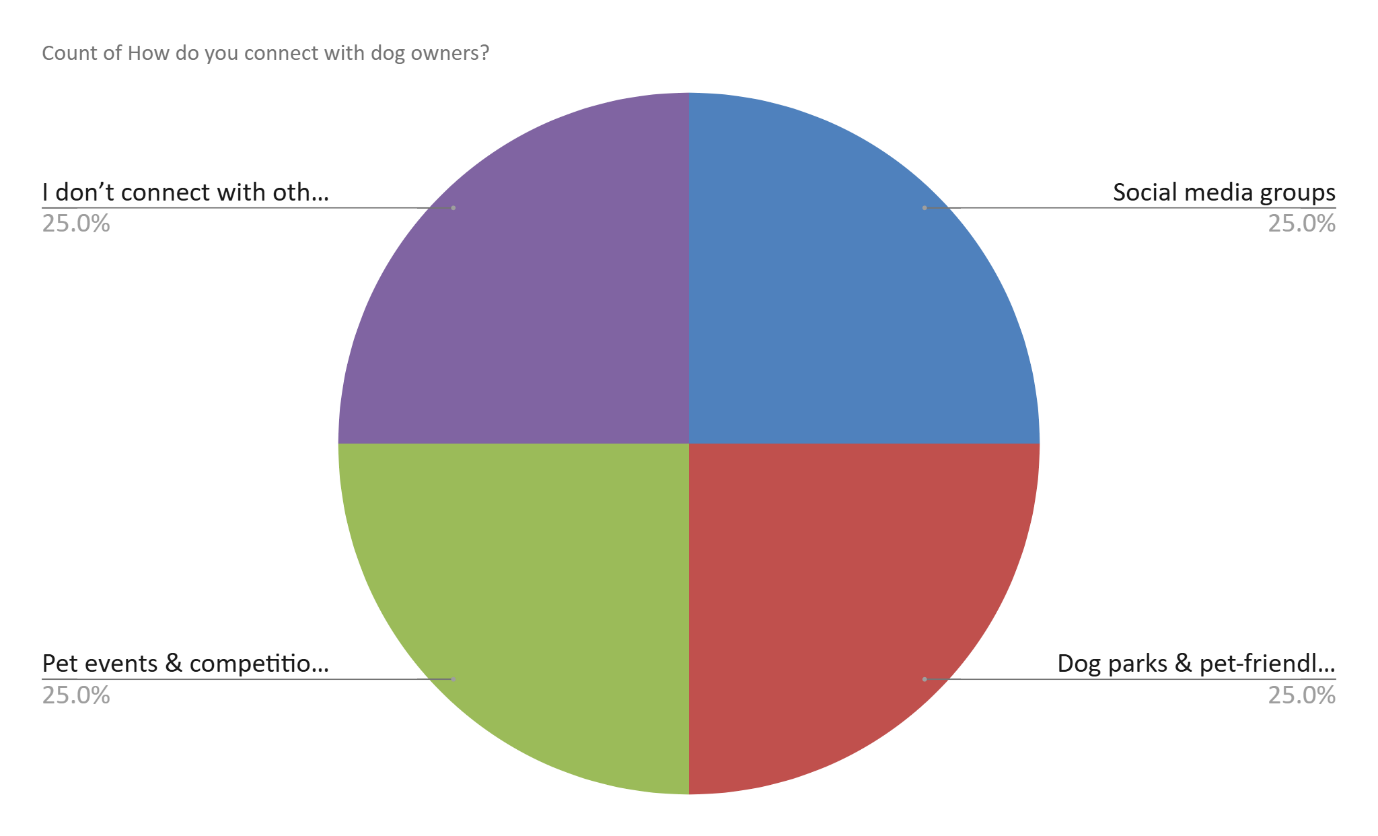 Count of How do you connect with dog owners?
I don’t connect with oth...
25.0%
Social media groups
25.0%
Pet events & competitio...
25.0%
Dog parks & pet-friendl...
25.0%